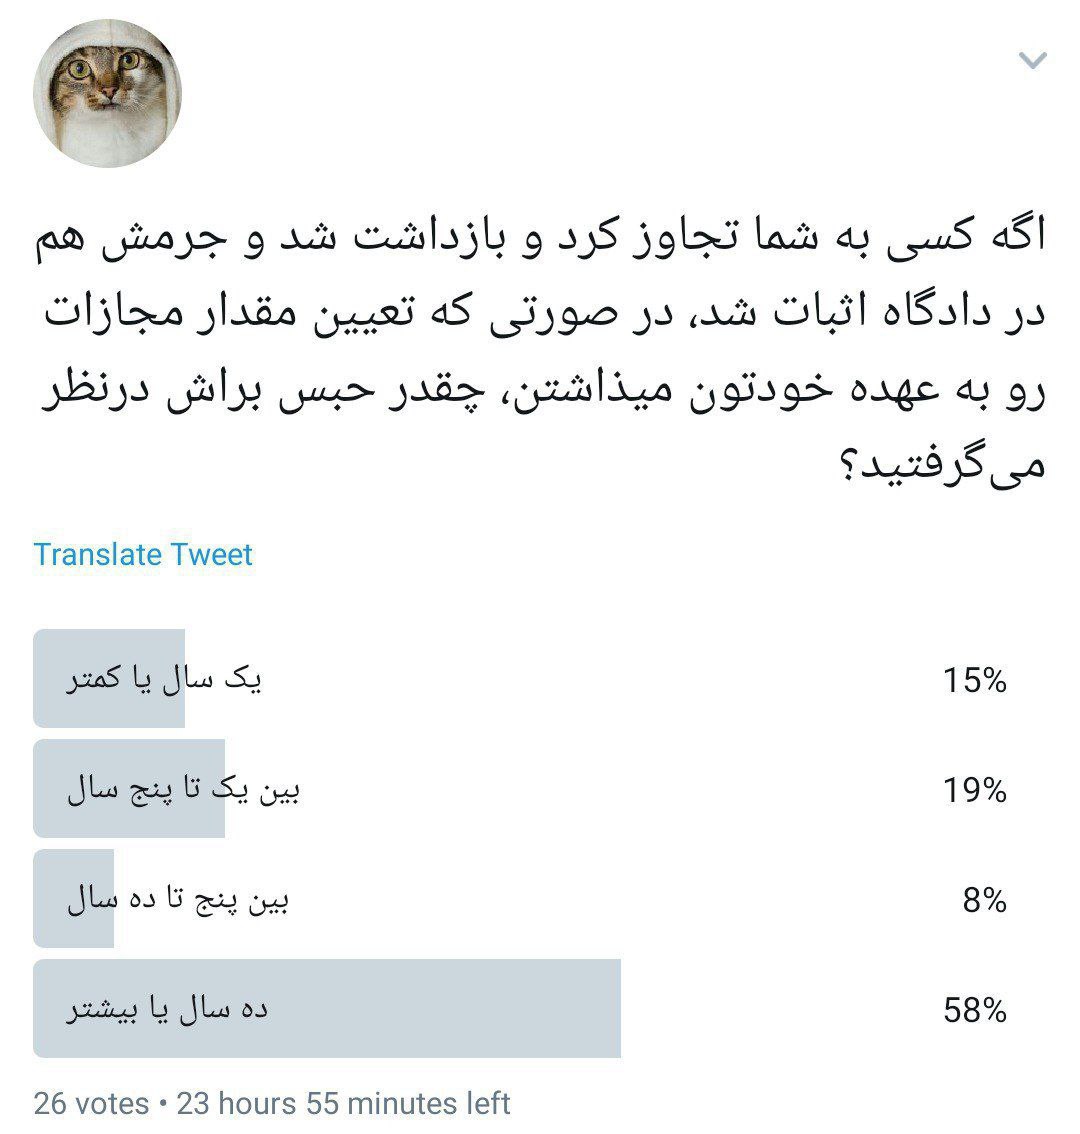 اگه کسی به شما تجاوز کرد و بازداشت شد و جرمش هم
در دادگاه اثبات شد، در صورتی که تعیین مقدار مجازات
رو به عهده خودتون میذاشتن، چقدر حبس براش درنظر
می‌گرفتید؟
Translate Tweet
یک سال یا کمتر 15%
بین یک تا پنج سال 19%
بین پنج تا ده سال 8%
ده سال یا بیشتر 58%
26 votes • 23 hours 55 minutes left